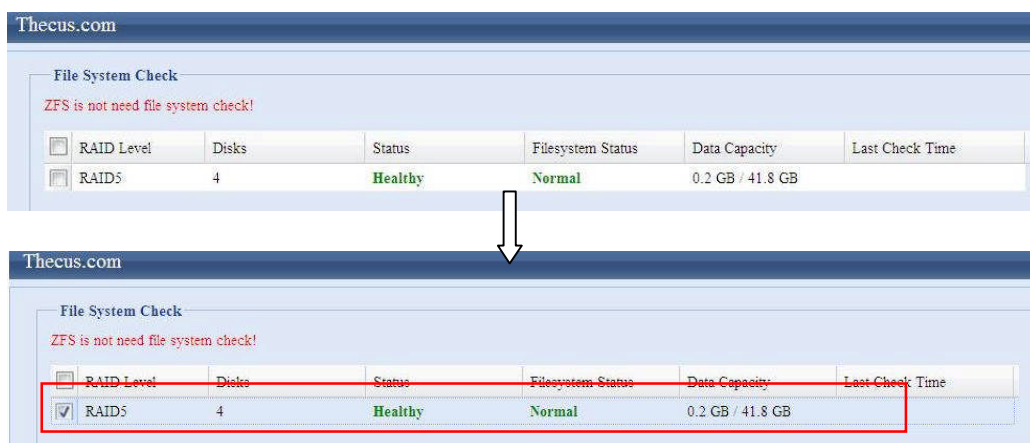 Thecus.com
File System Check
ZFS is not need file system check!
RAID Level Disks Status Filesystem Status Data Capacity Last Check Time
RAID5 4 Healthy Normal 0.2 GB / 41.8 GB
Thecus.com
File System Check
ZFS is not need file system check!
RAID Level Disks Status Filesystem Status Data Capacity Last Check Time
RAID5 4 Healthy Normal 0.2 GB / 41.8 GB